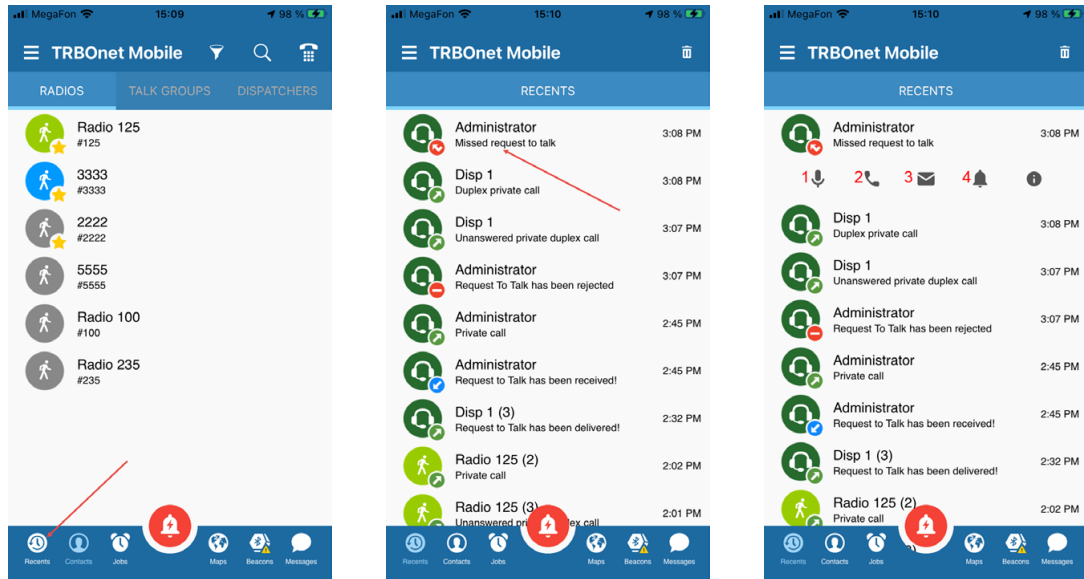 MegaFon 15:09 98 %
TRBOnet Mobile
RADIOS TALK GROUPS DISPATCHERS
Radio 125
#125
3333
#3333
2222
#2222
5555
#5555
Radio 100
#100
Radio 235
#235
Recents Contacts Jobs Maps Beacons Messages
MegaFon 15:10 98 %
TRBOnet Mobile
RECENTS
Administrator
Missed request to talk
3:08 PM
Disp 1
Duplex private call
3:08 PM
Disp 1
Unanswered private duplex call
3:07 PM
Administrator
Request To Talk has been rejected
3:07 PM
Administrator
Private call
2:45 PM
Administrator
Request to Talk has been received!
2:45 PM
Disp 1 (3)
Request to Talk has been delivered!
2:32 PM
Radio 125 (2)
Private call
2:02 PM
Radio 125 (3)
Unanswered
2:01 PM
Recents Contacts Jobs Maps Beacons Messages
MegaFon 15:10 98 %
TRBOnet Mobile
RECENTS
Administrator
Missed request to talk
3:08 PM
1 2 3 4
Disp 1
Duplex private call
3:08 PM
Disp 1
Unanswered private duplex call
3:07 PM
Administrator
Request To Talk has been rejected
3:07 PM
Administrator
Private call
2:45 PM
Administrator
Request to Talk has been received!
2:45 PM
Disp 1 (3)
Request to Talk has been delivered!
2:32 PM
Radio 125 (2)
Private call
2:02 PM
Recents Contacts Jobs Maps Beacons Messages